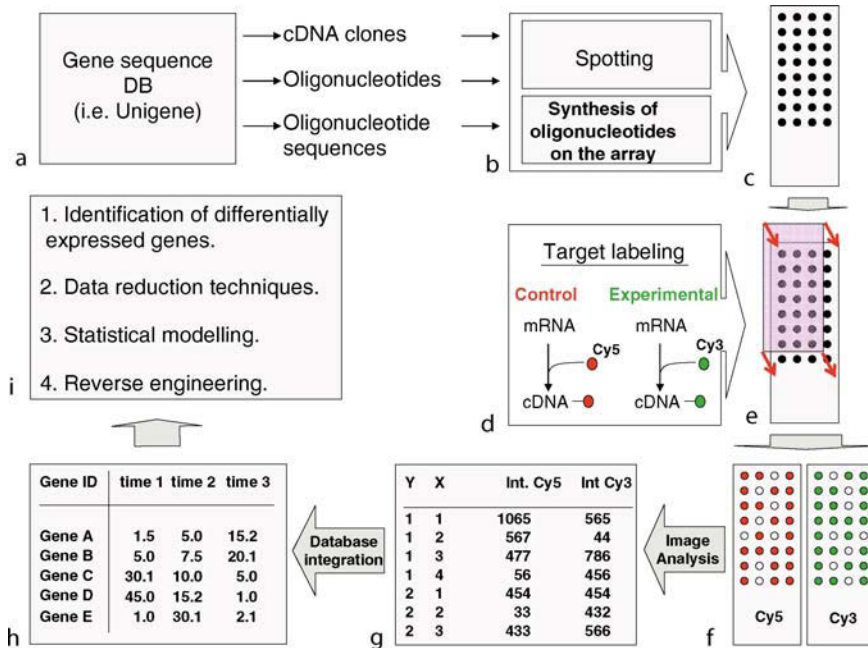 Gene sequence
DB
(i.e. Unigene)
a
cDNA clones
Oligonucleotides
Oligonucleotide
sequences
Spotting
Synthesis of
oligonucleotides
on the array
b
c
Target labeling
Control
Experimental
mRNA
mRNA
Cy5
Cy3
cDNA
cDNA
d
e
Cy5
Cy3
f
Image
Analysis
Y X Int. Cy5 Int Cy3
1 1 1065 565
1 2 567 44
1 3 477 786
1 4 56 456
2 1 454 454
2 2 33 432
2 3 433 566
g
Database
integration
Gene ID time 1 time 2 time 3
Gene A 1.5 5.0 15.2
Gene B 5.0 7.5 20.1
Gene C 30.1 10.0 5.0
Gene D 45.0 15.2 1.0
Gene E 1.0 30.1 2.1
h
1. Identification of differentially
expressed genes.
2. Data reduction techniques.
3. Statistical modelling.
4. Reverse engineering.
i